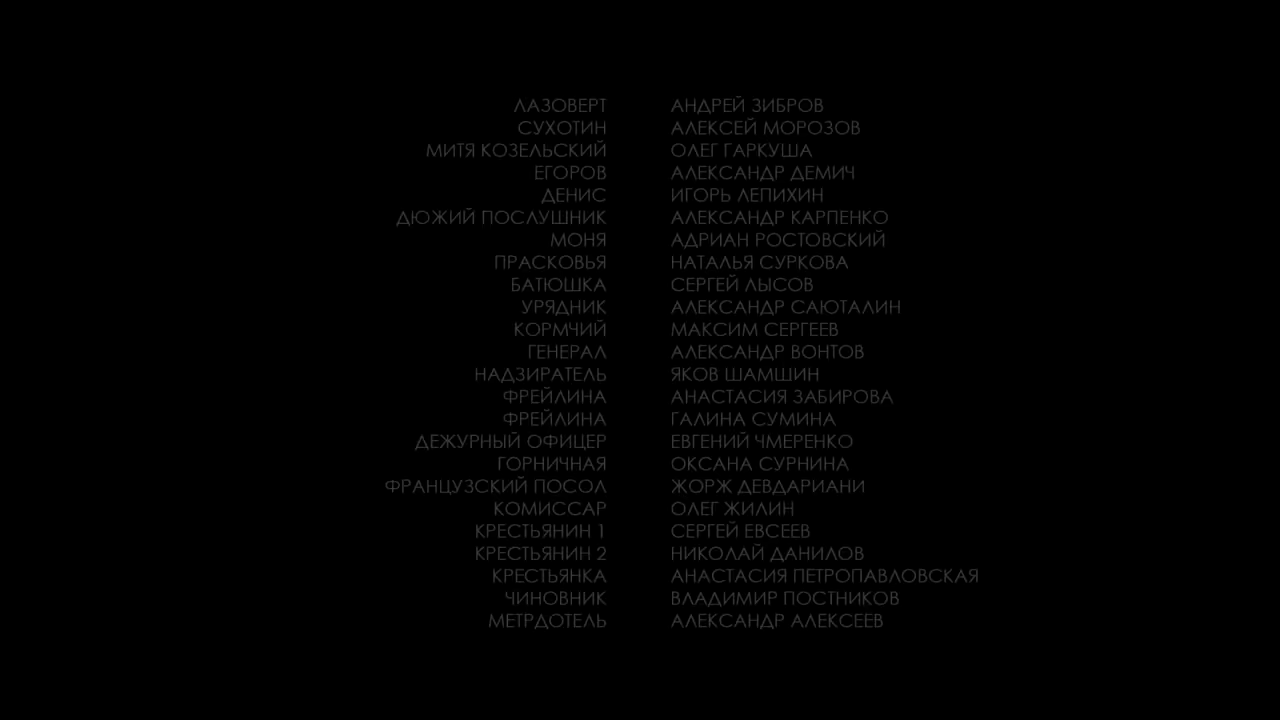 ЛАЗОВЕРТ АНДРЕЙ ЗИБРОВ
СУХОТИН АЛЕКСЕЙ МОРОЗОВ
МИТЯ КОЗЕЛЬСКИЙ ОЛЕГ ГАРКУША
ЕГОРОВ АЛЕКСАНДР ДЕМИЧ
ДЕНИС ИГОРЬ ЛЕПИХИН
ДЮЖИЙ ПОСЛУШНИК АЛЕКСАНДР КАРПЕНКО
МОНЯ АДРИАН РОСТОВСКИЙ
ПРАСКОВЬЯ НАТАЛЬЯ СУРКОВА
БАТЮШКА СЕРГЕЙ ЛЫСОВ
УРЯДНИК АЛЕКСАНДР САЮТАЛИН
КОРМЧИЙ МАКСИМ СЕРГЕЕВ
ГЕНЕРАЛ АЛЕКСАНДР ВОНТОВ
НАДЗИРАТЕЛЬ ЯКОВ ШАМШИН
ФРЕЙЛИНА АНАСТАСИЯ ЗАБИРОВА
ФРЕЙЛИНА ГАЛИНА СУМИНА
ДЕЖУРНЫЙ ОФИЦЕР ЕВГЕНИЙ ЧМЕРЕНКО
ГОРНИЧНАЯ ОКСАНА СУРНИНА
ФРАНЦУЗСКИЙ ПОСОЛ ЖОРЖ ДЕВДАРИАНИ
КОМИССАР ОЛЕГ ЖИЛИН
КРЕСТЬЯНИН 1 СЕРГЕЙ ЕВСЕЕВ
КРЕСТЬЯНИН 2 НИКОЛАЙ ДАНИЛОВ
КРЕСТЬЯНКА АНАСТАСИЯ ПЕТРОПАВЛОВСКАЯ
ЧИНОВНИК ВЛАДИМИР ПОСТНИКОВ
МЕТРДОТЕЛЬ АЛЕКСАНДР АЛЕКСЕЕВ